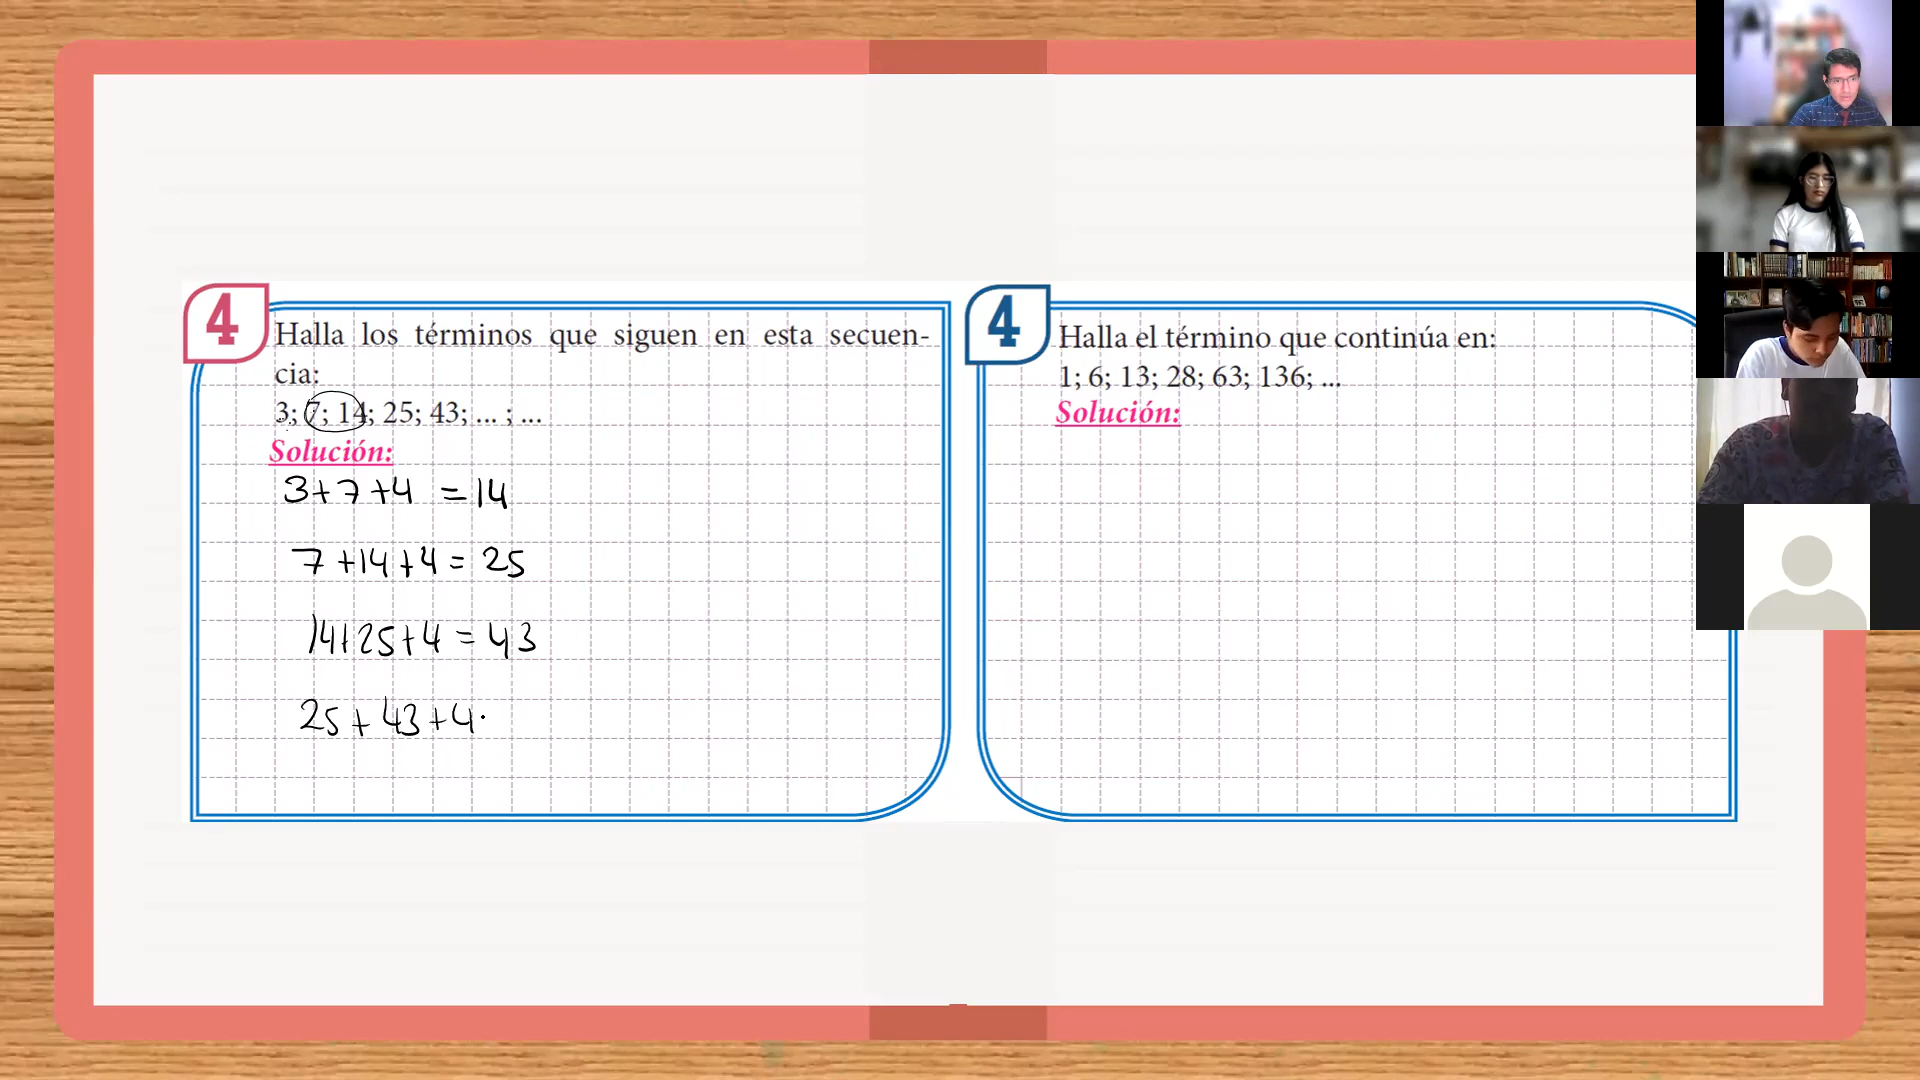 4
Halla los términos que siguen en esta secuen-
cia:
3; 7; 14; 25; 43; ... ; ...
Solución:
3+7+4 =14
7+14+4= 25
14+25+4 = 43
25+43+4
4
Halla el término que continúa en:
1; 6; 13; 28; 63; 136; ...
Solución: